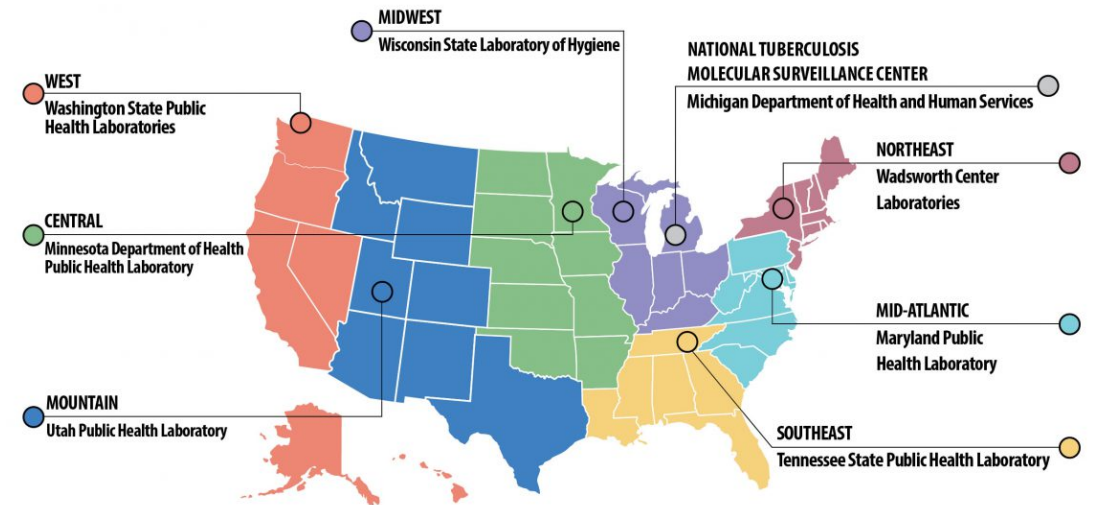 MIDWEST
Wisconsin State Laboratory of Hygiene
NATIONAL TUBERCULOSIS
MOLECULAR SURVEILLANCE CENTER
Michigan Department of Health and Human Services
WEST
Washington State Public
Health Laboratories
NORTHEAST
Wadsworth Center
Laboratories
CENTRAL
Minnesota Department of Health
Public Health Laboratory
MID-ATLANTIC
Maryland Public
Health Laboratory
MOUNTAIN
Utah Public Health Laboratory
SOUTHEAST
Tennessee State Public Health Laboratory